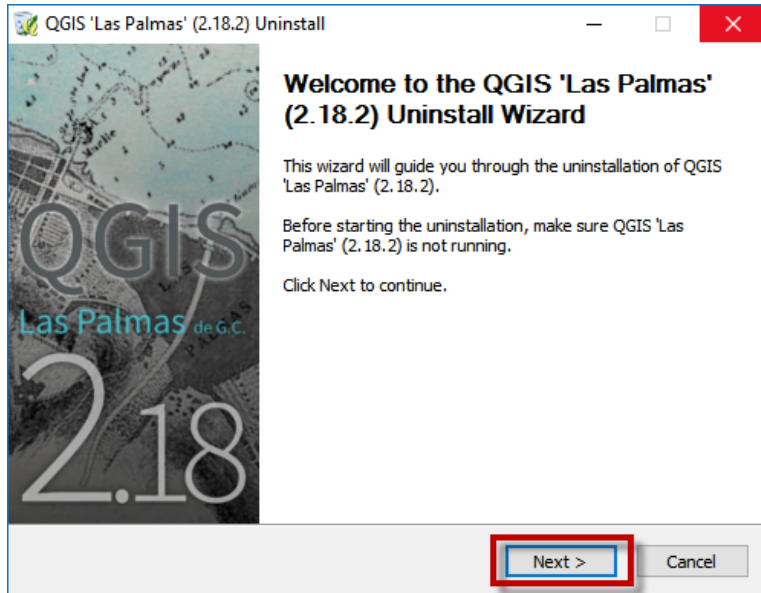 QGIS 'Las Palmas' (2.18.2) Uninstall
Welcome to the QGIS 'Las Palmas'
(2.18.2) Uninstall Wizard
This wizard will guide you through the uninstallation of QGIS
'Las Palmas' (2.18.2).
Before starting the uninstallation, make sure QGIS 'Las
Palmas' (2.18.2) is not running.
Click Next to continue.
QGIS
Las Palmas de G.C.
2.18
Next >
Cancel